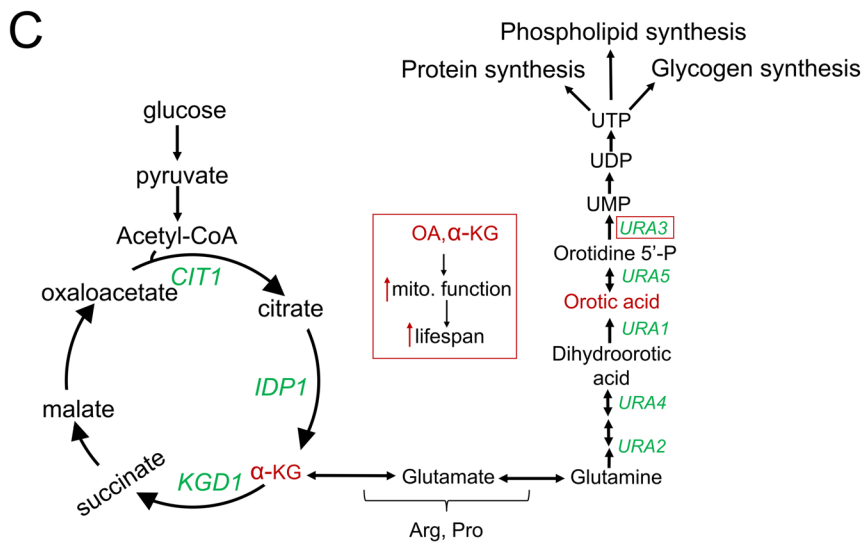 C
glucose
pyruvate
Acetyl-CoA
CIT1
oxaloacetate
citrate
IDP1
malate
succinate
KGD1
α-KG
Glutamate
Glutamine
Arg, Pro
OA, α-KG
mito. function
lifespan
Phospholipid synthesis
Protein synthesis
Glycogen synthesis
UTP
UDP
UMP
URA3
Orotidine 5'-P
URA5
Orotic acid
URA1
Dihydroorotic
acid
URA4
URA2